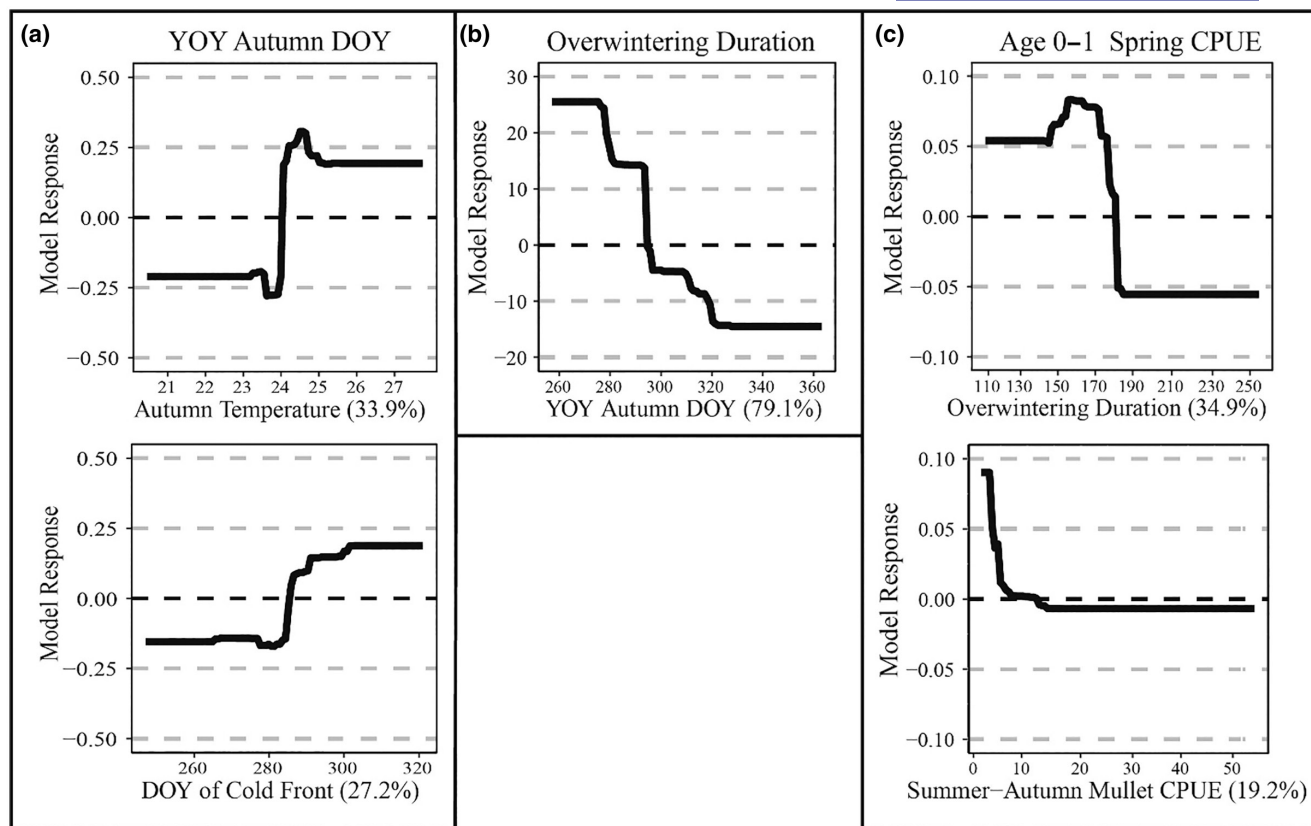 (a)
YOY Autumn DOY
0.50
0.25
0.00
−0.25
−0.50
Model Response
21 22 23 24 25 26 27
Autumn Temperature (33.9%)
0.50
0.25
0.00
−0.25
−0.50
Model Response
260 280 300 320
DOY of Cold Front (27.2%)
(b)
Overwintering Duration
30
20
10
0
−10
−20
Model Response
260 280 300 320 340 360
YOY Autumn DOY (79.1%)
(c)
Age 0−1 Spring CPUE
0.10
0.05
0.00
−0.05
−0.10
Model Response
110 130 150 170 190 210 230 250
Overwintering Duration (34.9%)
0.10
0.05
0.00
−0.05
−0.10
Model Response
0 10 20 30 40 50
Summer−Autumn Mullet CPUE (19.2%)